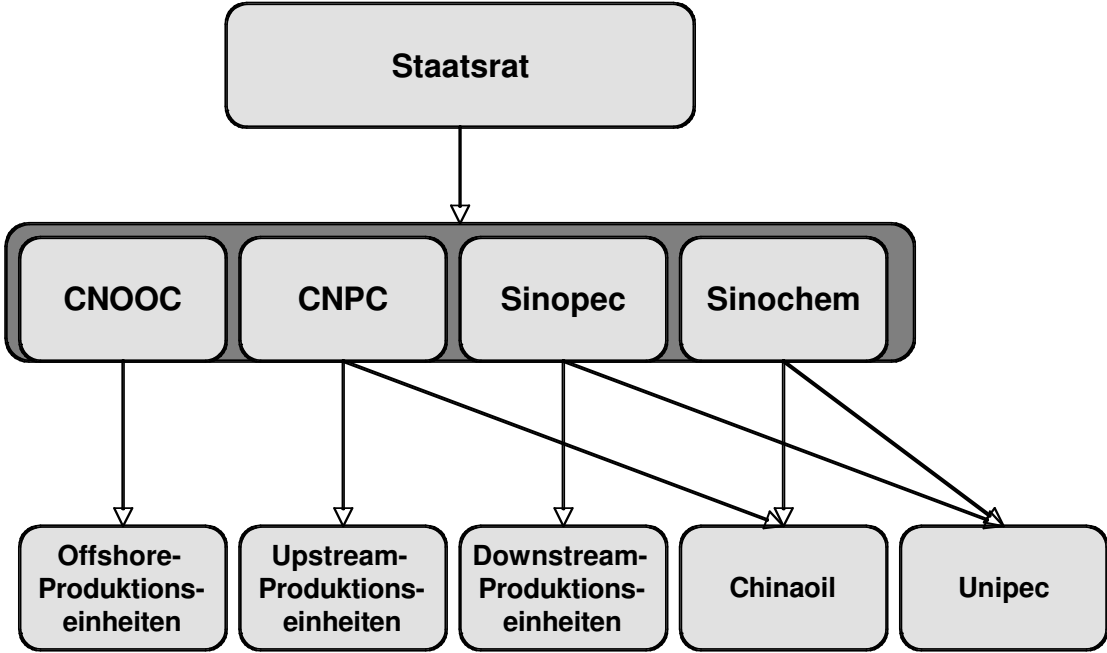 Staatsrat
CNOOC
CNPC
Sinopec
Sinochem
Offshore-
Produktions-
einheiten
Upstream-
Produktions-
einheiten
Downstream-
Produktions-
einheiten
Chinaoil
Unipec